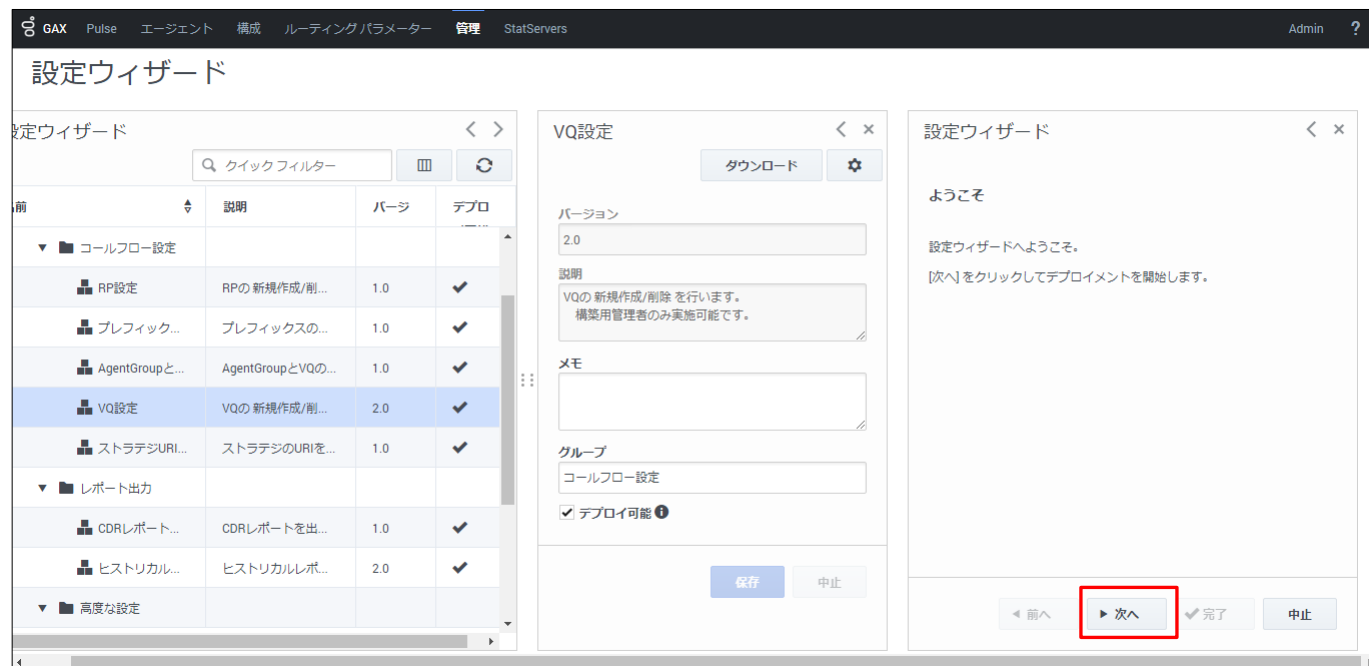 GAX Pulse エージェント 構成 ルーティング パラメーター 管理 StatServers Admin ?
設定ウィザード
設定ウィザード
クイック フィルター
名前 説明 バージ デプロ
コールフロー設定
RP設定 RPの 新規作成/削... 1.0
プレフィック... プレフィックスの... 1.0
AgentGroupと... AgentGroupとVQの... 1.0
VQ設定 VQの 新規作成/削... 2.0
ストラテジURI... ストラテジのURIを... 1.0
レポート出力
CDRレポート... CDRレポートを出... 1.0
ヒストリカル... ヒストリカルレポ... 2.0
高度な設定
VQ設定
ダウンロード
バージョン
2.0
説明
VQの 新規作成/削除 を行います。
構築用管理者のみ実施可能です。
メモ
グループ
コールフロー設定
デプロイ可能
保存 中止
設定ウィザード
ようこそ
設定ウィザードへようこそ。
[次へ] をクリックしてデプロイメントを開始します。
前へ 次へ 完了 中止